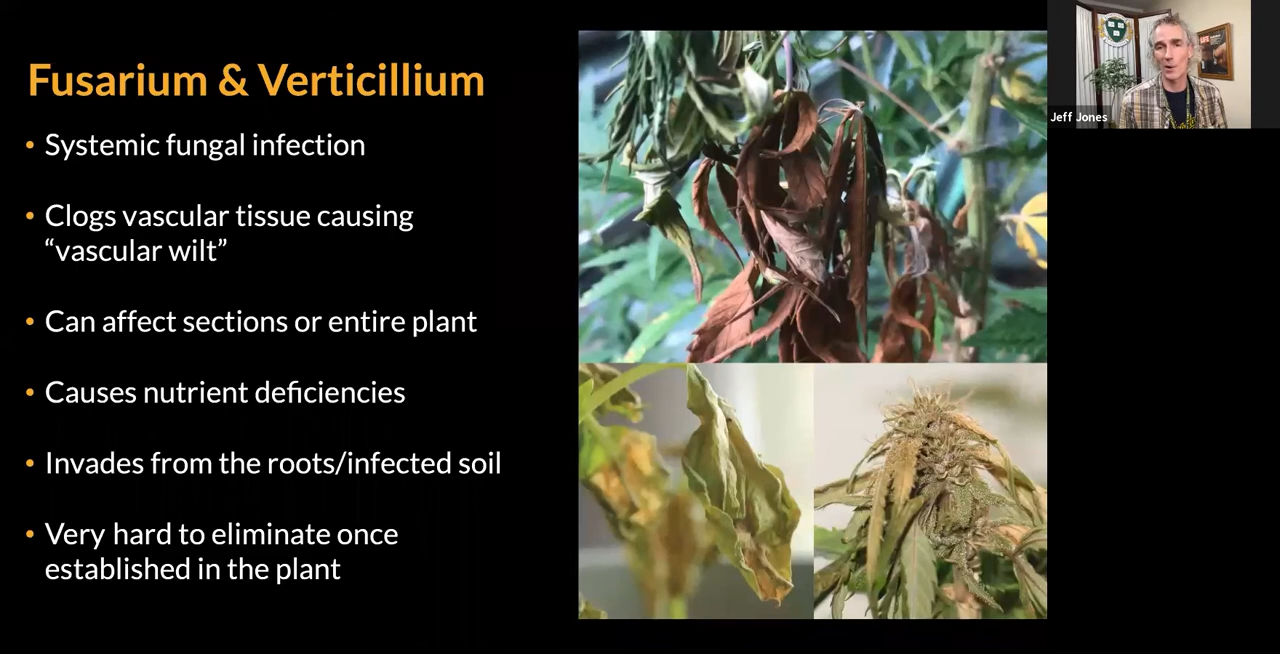 Fusarium & Verticillium
• Systemic fungal infection
• Clogs vascular tissue causing
“vascular wilt”
• Can affect sections or entire plant
• Causes nutrient deficiencies
• Invades from the roots/infected soil
• Very hard to eliminate once
established in the plant
Jeff Jones